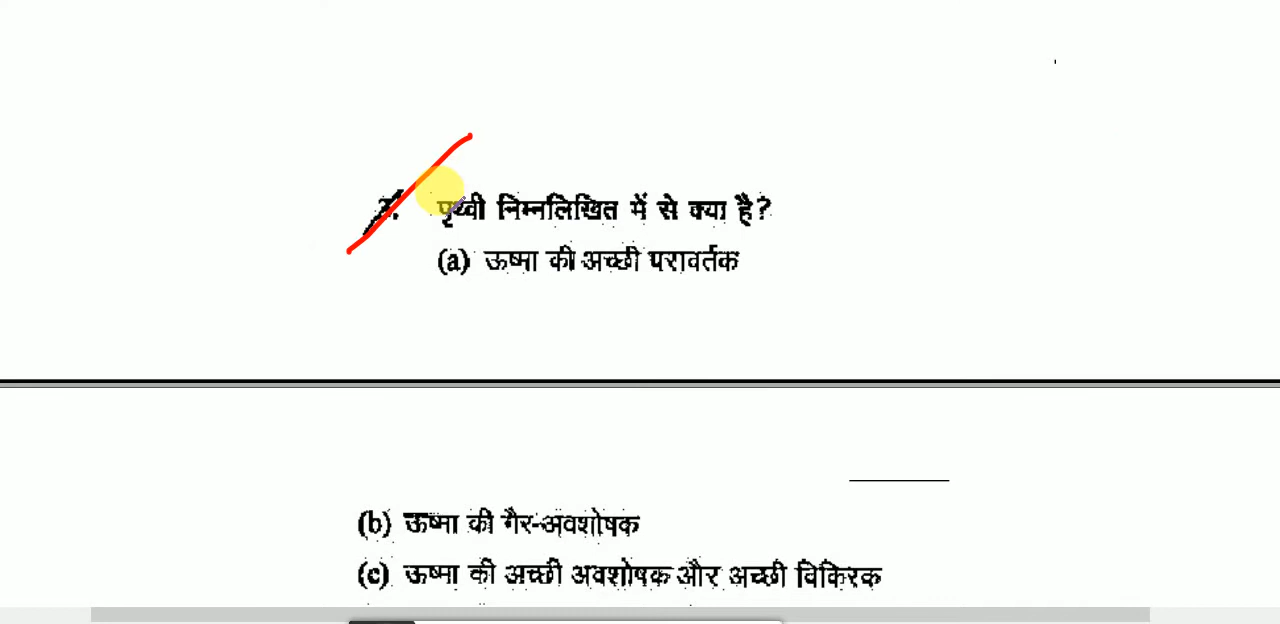 पृथ्वी निम्नलिखित में से क्या है?
(a) ऊष्मा की अच्छी परावर्तक
(b) ऊष्मा की गैर-अवशोषक
(c) ऊष्मा की अच्छी अवशोषक और अच्छी विकिरक